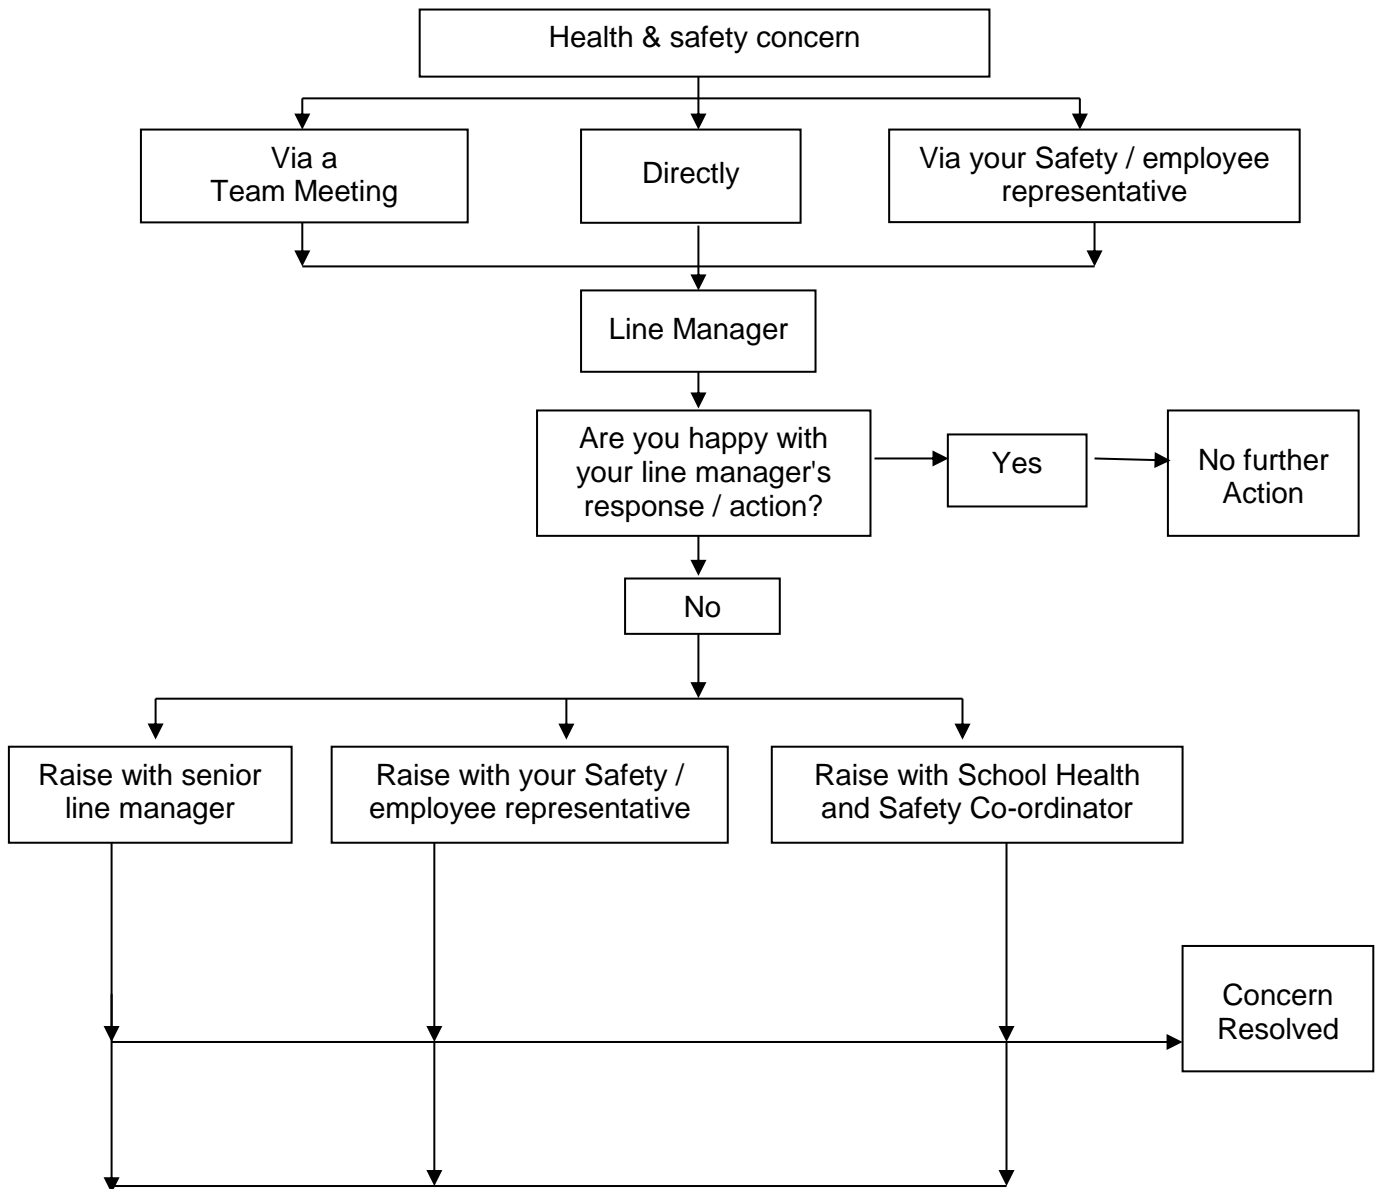 Health & safety concern
Via a
Team Meeting
Directly
Via your Safety / employee
representative
Line Manager
Are you happy with
your line manager's
response / action?
Yes
No further
Action
No
Raise with senior
line manager
Raise with your Safety /
employee representative
Raise with School Health
and Safety Co-ordinator
Concern
Resolved